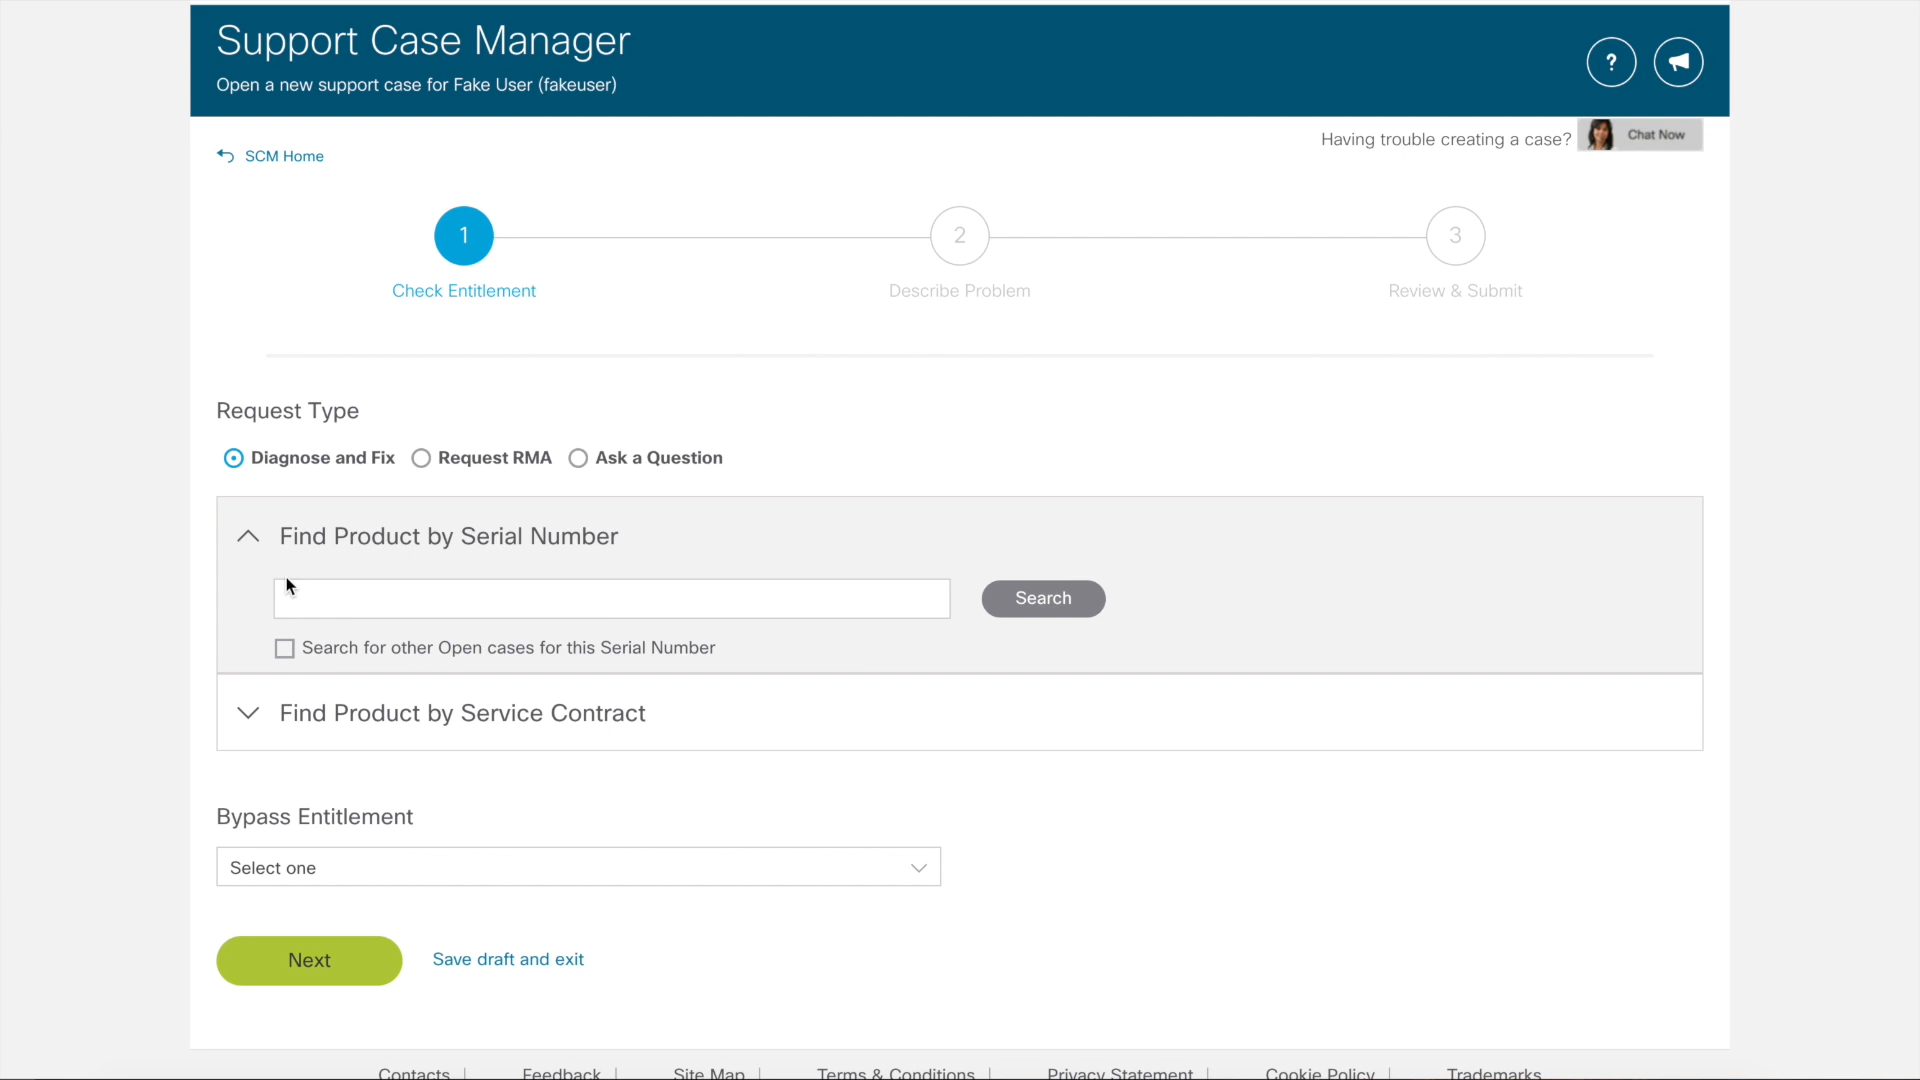 Support Case Manager
Open a new support case for Fake User (fakeuser)
?
Having trouble creating a case? Chat Now
SCM Home
1
2
3
Check Entitlement
Describe Problem
Review & Submit
Request Type
Diagnose and Fix
Request RMA
Ask a Question
Find Product by Serial Number
Search
Search for other Open cases for this Serial Number
Find Product by Service Contract
Bypass Entitlement
Select one
Next
Save draft and exit
Contacts | Feedback | Site Map | Terms & Conditions | Privacy Statement | Cookie Policy | Trademarks